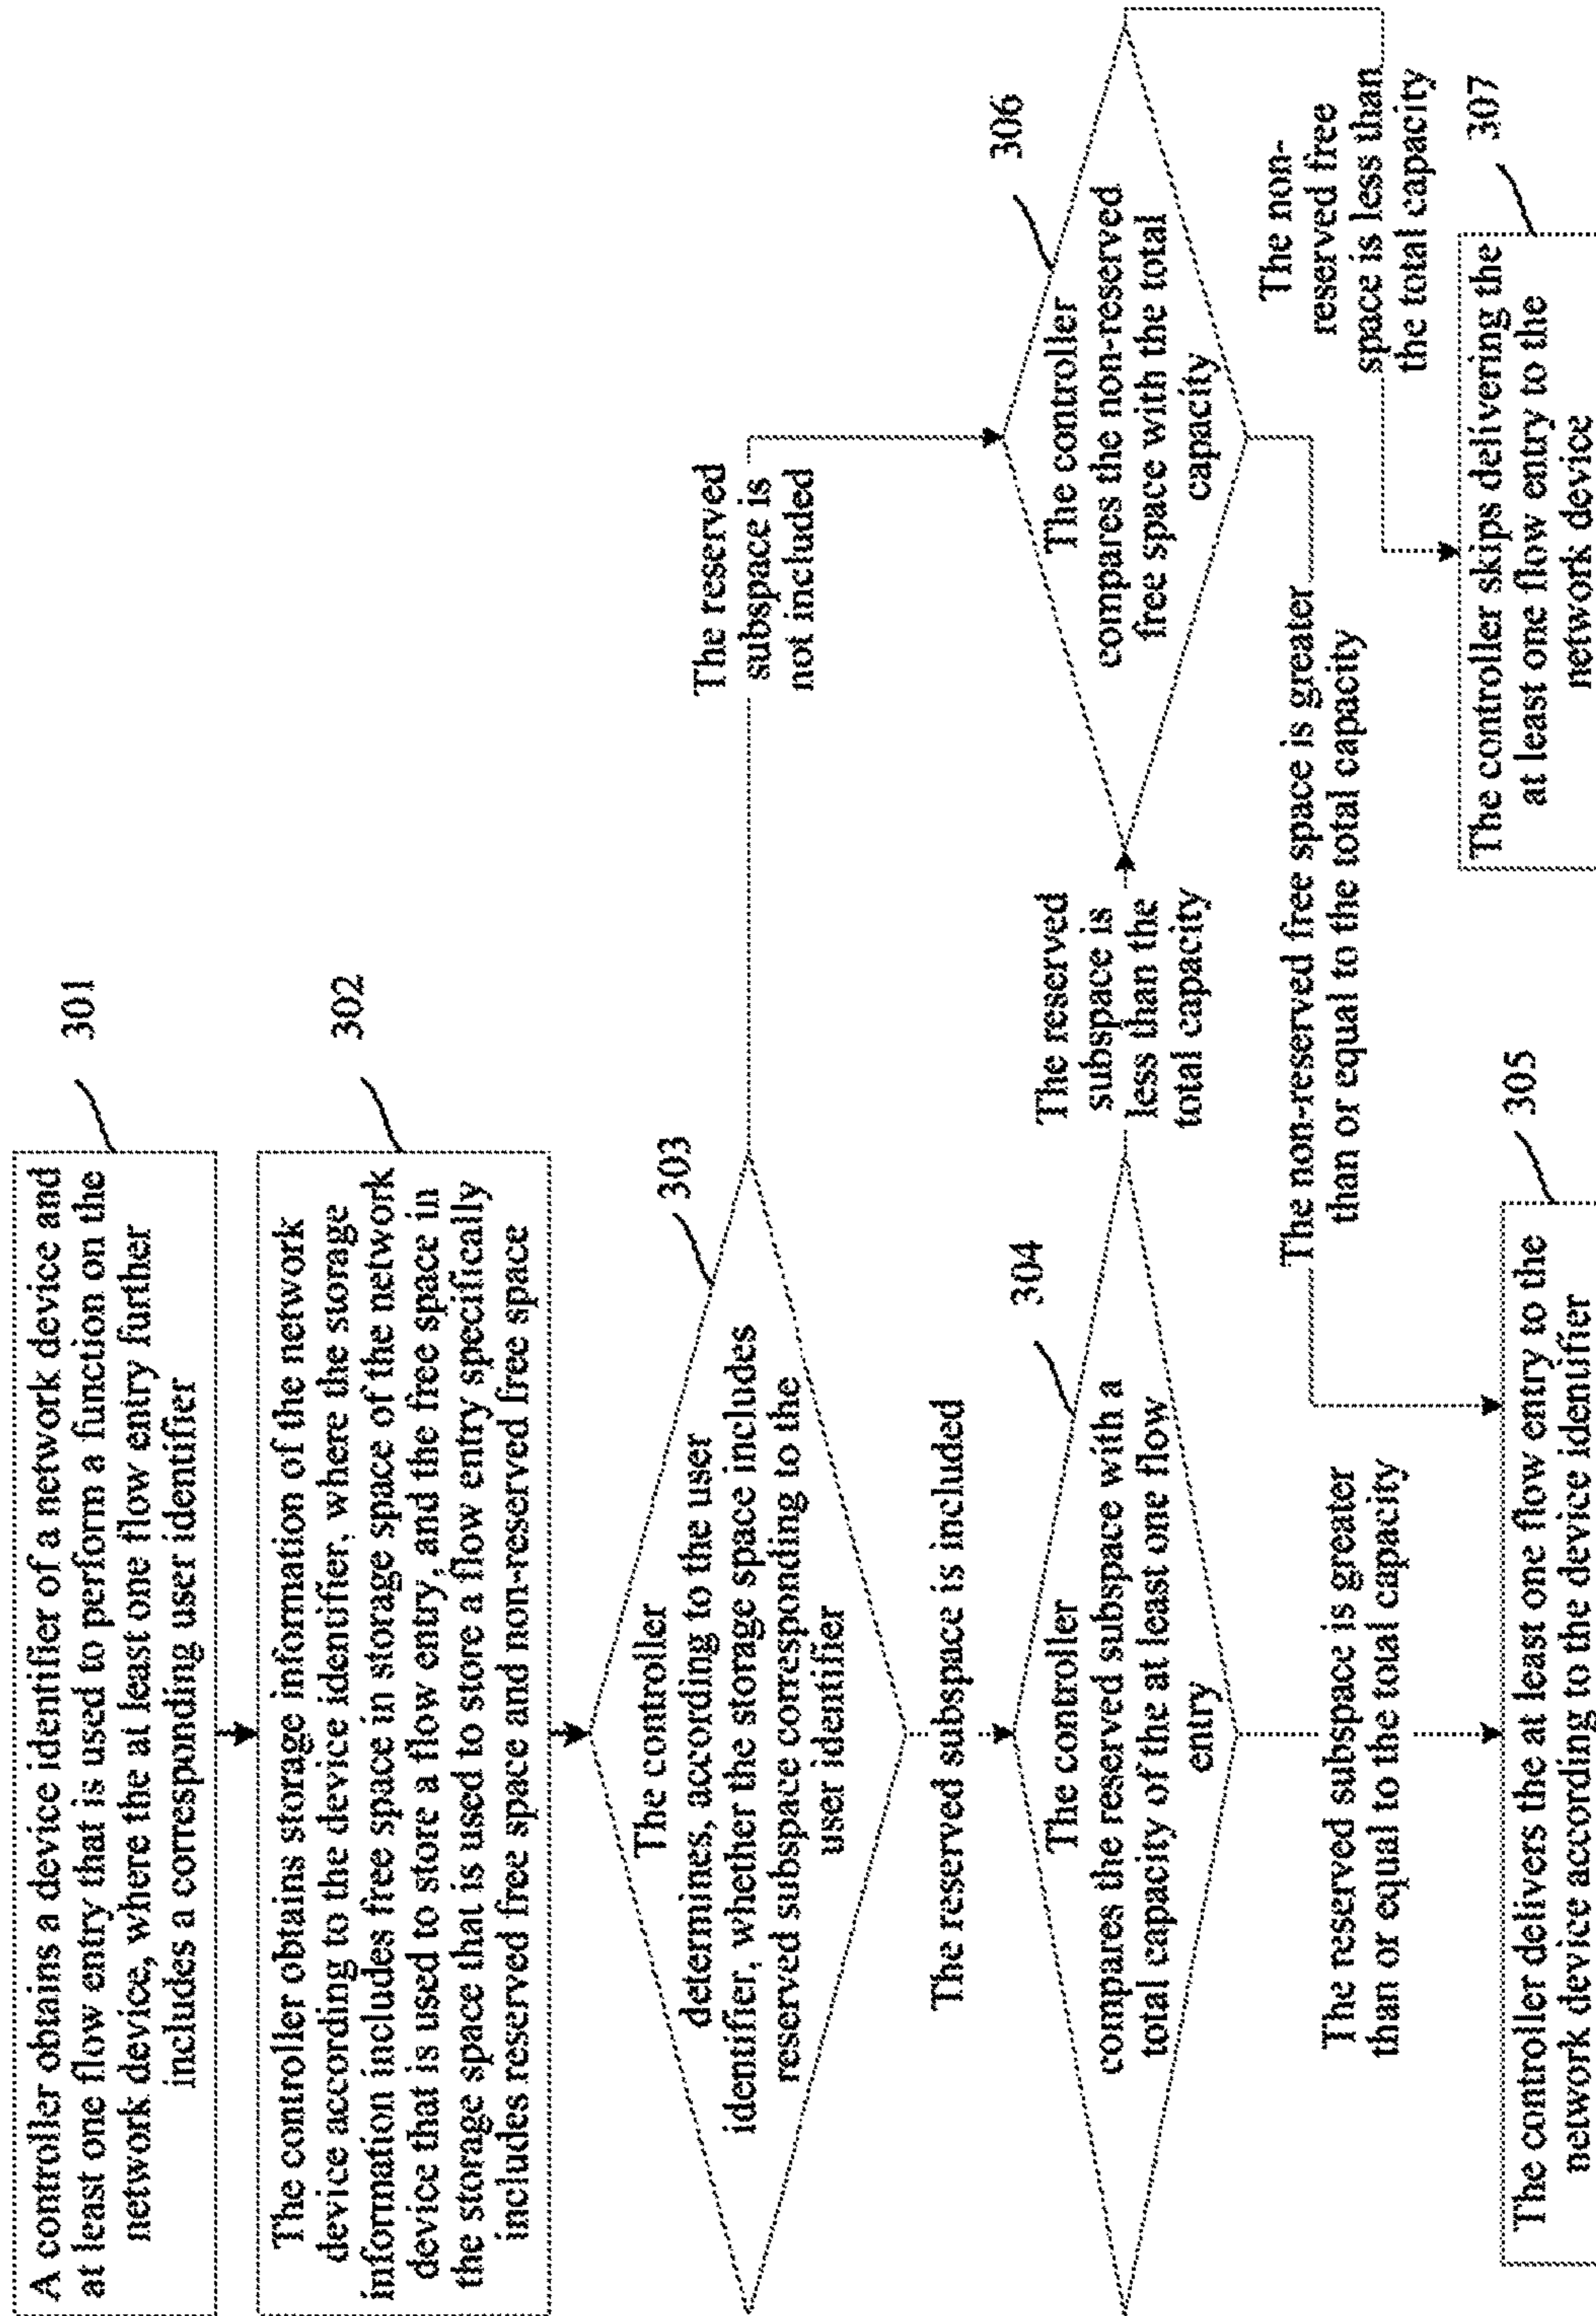 A controller obtains a device identifier of a network device and
at least one flow entry that is used to perform a function on the
network device, where the at least one flow entry further
includes a corresponding user identifier
301
The controller obtains storage information of the network
device according to the device identifier, where the storage
information includes free space in storage space of the network
device that is used to store a flow entry, and the free space in
the storage space that is used to store a flow entry specifically
includes reserved free space and non-reserved free space
302
The controller
determines, according to the user
identifier, whether the storage space includes
reserved subspace corresponding to the
user identifier
303
The reserved
subspace is
not included
The reserved subspace is included
The controller
compares the reserved subspace with a
total capacity of the at least one flow
entry
304
The reserved
subspace is
less than the
total capacity
The controller
compares the non-reserved
free space with the total
capacity
306
The reserved subspace is greater
than or equal to the total capacity
The non-reserved free space is greater
than or equal to the total capacity
The non-
reserved free
space is less than
the total capacity
The controller delivers the at least one flow entry to the
network device according to the device identifier
305
The controller skips delivering the
at least one flow entry to the
network device
307